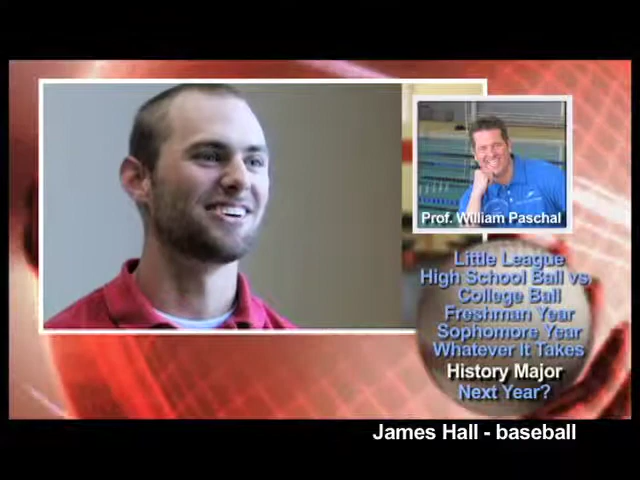 Prof. William Paschal
Little League
High School Ball vs
College Ball
Freshman Year
Sophomore Year
Whatever It Takes
History Major
Next Year?
James Hall - baseball